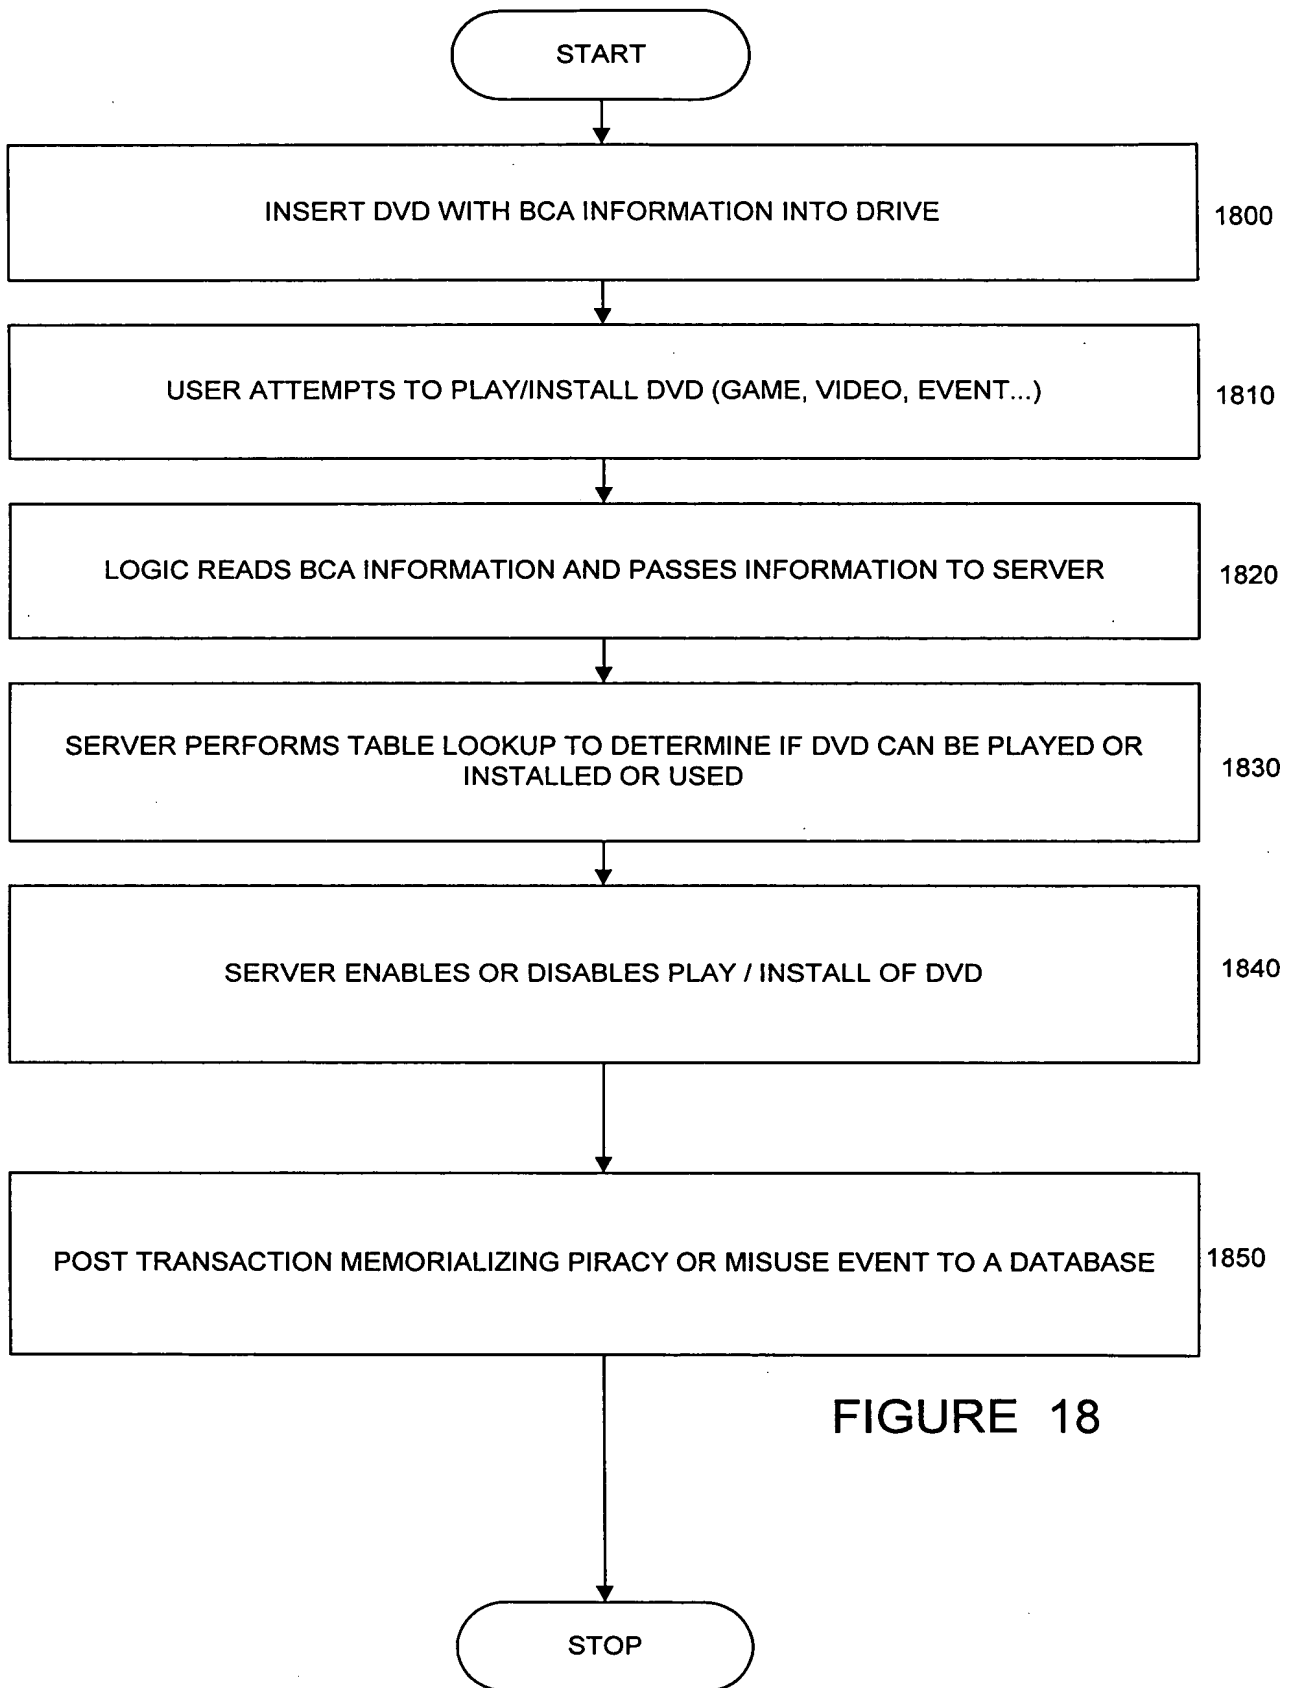 START
INSERT DVD WITH BCA INFORMATION INTO DRIVE
1800
USER ATTEMPTS TO PLAY/INSTALL DVD (GAME, VIDEO, EVENT...)
1810
LOGIC READS BCA INFORMATION AND PASSES INFORMATION TO SERVER
1820
SERVER PERFORMS TABLE LOOKUP TO DETERMINE IF DVD CAN BE PLAYED OR
INSTALLED OR USED
1830
SERVER ENABLES OR DISABLES PLAY / INSTALL OF DVD
1840
POST TRANSACTION MEMORIALIZING PIRACY OR MISUSE EVENT TO A DATABASE
1850
FIGURE 18
STOP